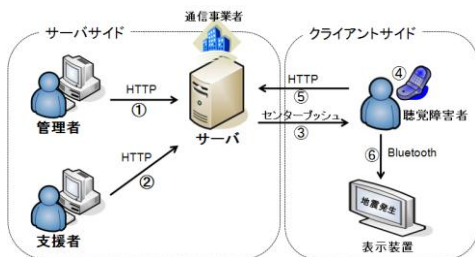 通信事業者
サーバサイド
クライアントサイド
HTTP
①
管理者
HTTP
⑤
④
センタープッシュ
③
聴覚障害者
サーバ
HTTP
②
⑥
Bluetooth
地震発生
支援者
表示装置